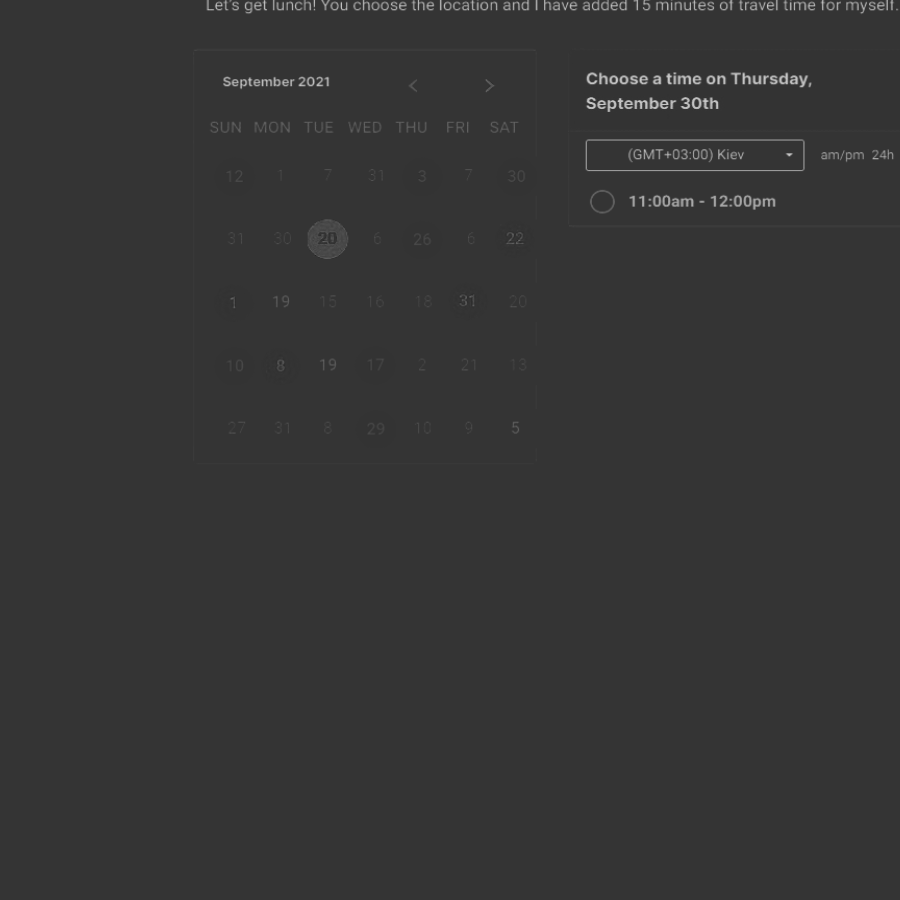 Let's get lunch! You choose the location and I have added 15 minutes of travel time for myself.
September 2021
SUN MON TUE WED THU FRI SAT
12 1 7 31 3 7 30
31 30 20 6 26 6 22
1 19 15 16 18 31 20
10 8 19 17 2 21 13
27 31 8 29 10 9 5
Choose a time on Thursday,
September 30th
(GMT+03:00) Kiev am/pm 24h
11:00am - 12:00pm